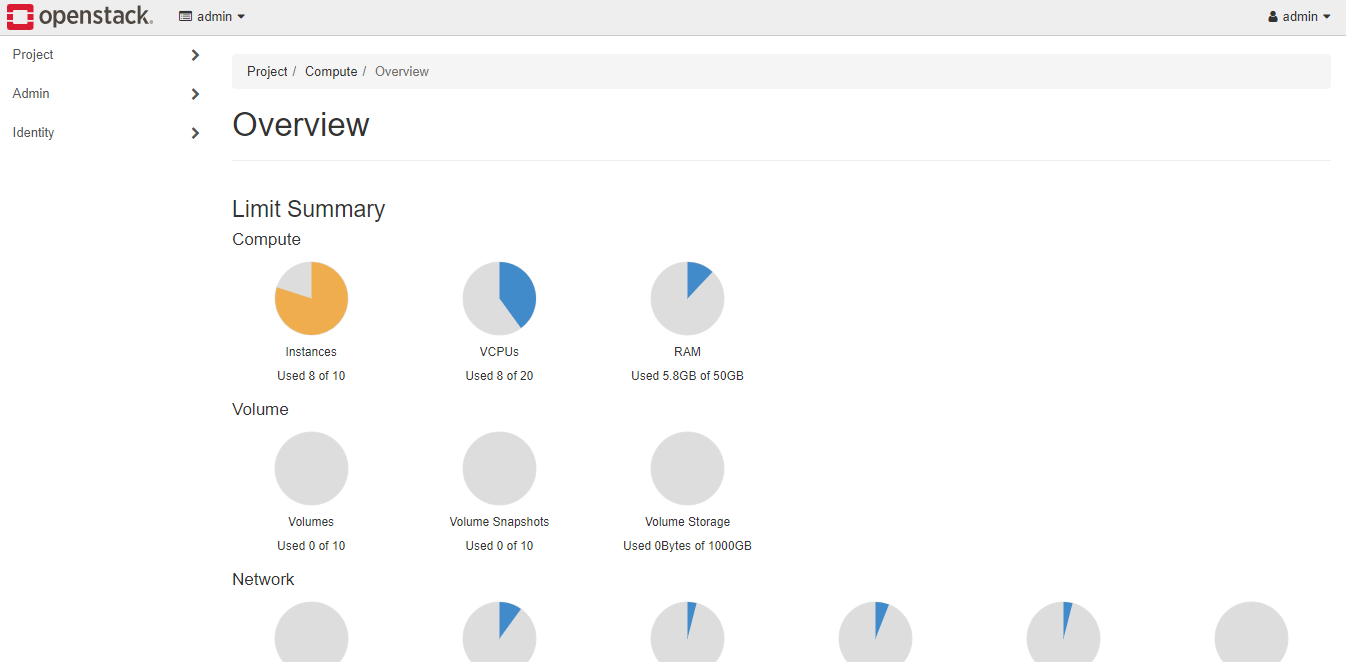 openstack. admin admin
Project
Admin
Identity
Project / Compute / Overview
Overview
Limit Summary
Compute
Instances VCPUs RAM
Used 8 of 10 Used 8 of 20 Used 5.8GB of 50GB
Volume
Volumes Volume Snapshots Volume Storage
Used 0 of 10 Used 0 of 10 Used 0Bytes of 1000GB
Network